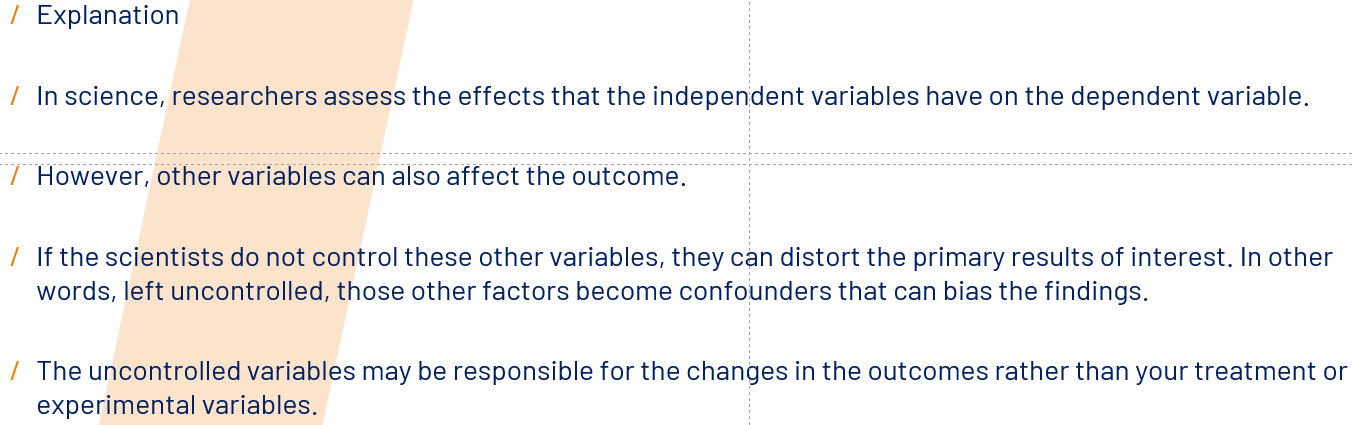 / Explanation
/ In science, researchers assess the effects that the independent variables have on the dependent variable.
/ However, other variables can also affect the outcome.
/ If the scientists do not control these other variables, they can distort the primary results of interest. In other
words, left uncontrolled, those other factors become confounders that can bias the findings.
/ The uncontrolled variables may be responsible for the changes in the outcomes rather than your treatment or
experimental variables.